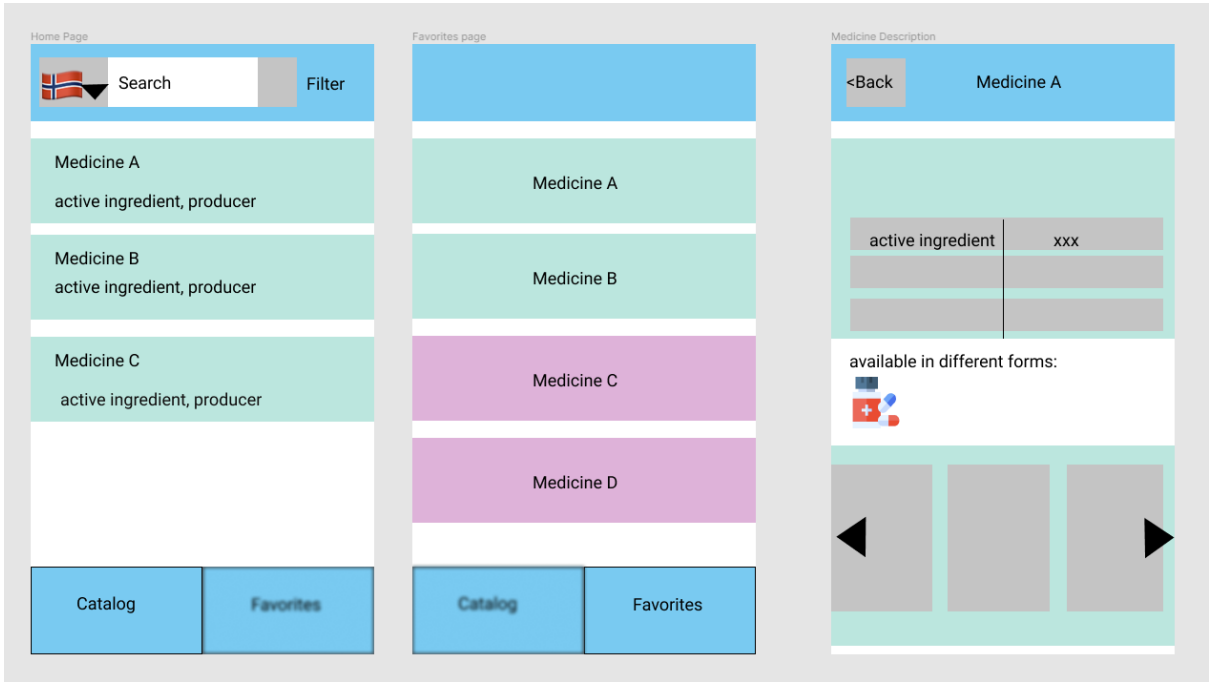 Home Page
Search
Filter
Medicine A
active ingredient, producer
Medicine B
active ingredient, producer
Medicine C
active ingredient, producer
Catalog
Favorites
Favorites page
Medicine A
Medicine B
Medicine C
Medicine D
Catalog
Favorites
Medicine Description
<Back
Medicine A
active ingredient
xxx
available in different forms: